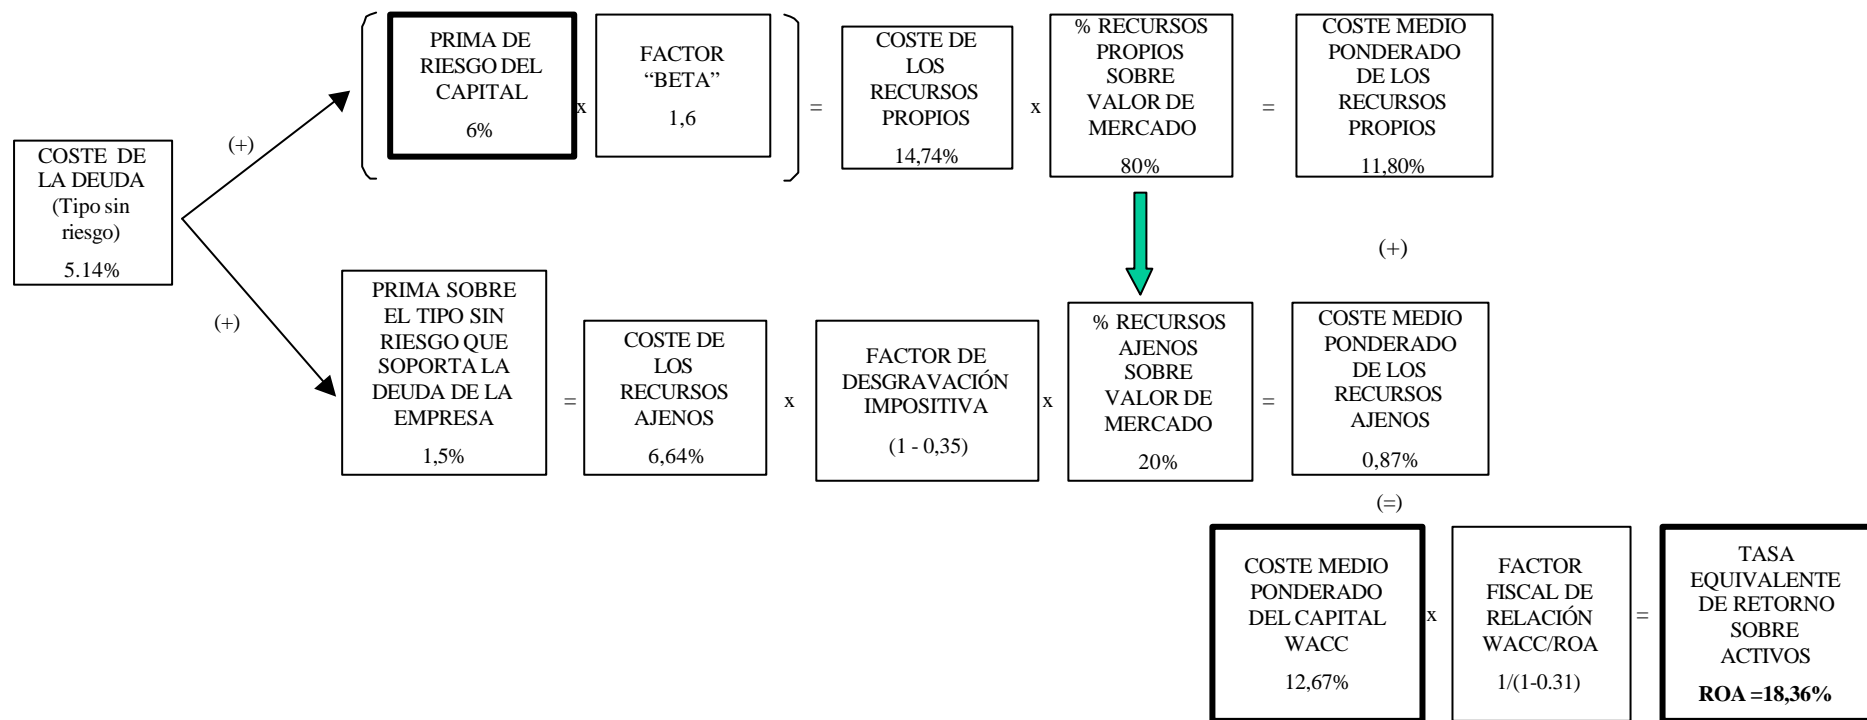 COSTE DE
LA DEUDA
(Tipo sin
riesgo)
5.14%
(+)
(+)
PRIMA DE
RIESGO DEL
CAPITAL
6%
x
FACTOR
“BETA”
1,6
=
COSTE DE
LOS
RECURSOS
PROPIOS
14,74%
x
% RECURSOS
PROPIOS
SOBRE
VALOR DE
MERCADO
80%
=
COSTE MEDIO
PONDERADO
DE LOS
RECURSOS
PROPIOS
11,80%
(+)
PRIMA SOBRE
EL TIPO SIN
RIESGO QUE
SOPORTA LA
DEUDA DE LA
EMPRESA
1,5%
=
COSTE DE
LOS
RECURSOS
AJENOS
6,64%
x
FACTOR DE
DESGRAVACIÓN
IMPOSITIVA
(1 - 0,35)
x
% RECURSOS
AJENOS
SOBRE
VALOR DE
MERCADO
20%
=
COSTE MEDIO
PONDERADO
DE LOS
RECURSOS
AJENOS
0,87%
(=)
COSTE MEDIO
PONDERADO
DEL CAPITAL
WACC
12,67%
x
FACTOR
FISCAL DE
RELACIÓN
WACC/ROA
1/(1-0.31)
=
TASA
EQUIVALENTE
DE RETORNO
SOBRE
ACTIVOS
ROA =18,36%